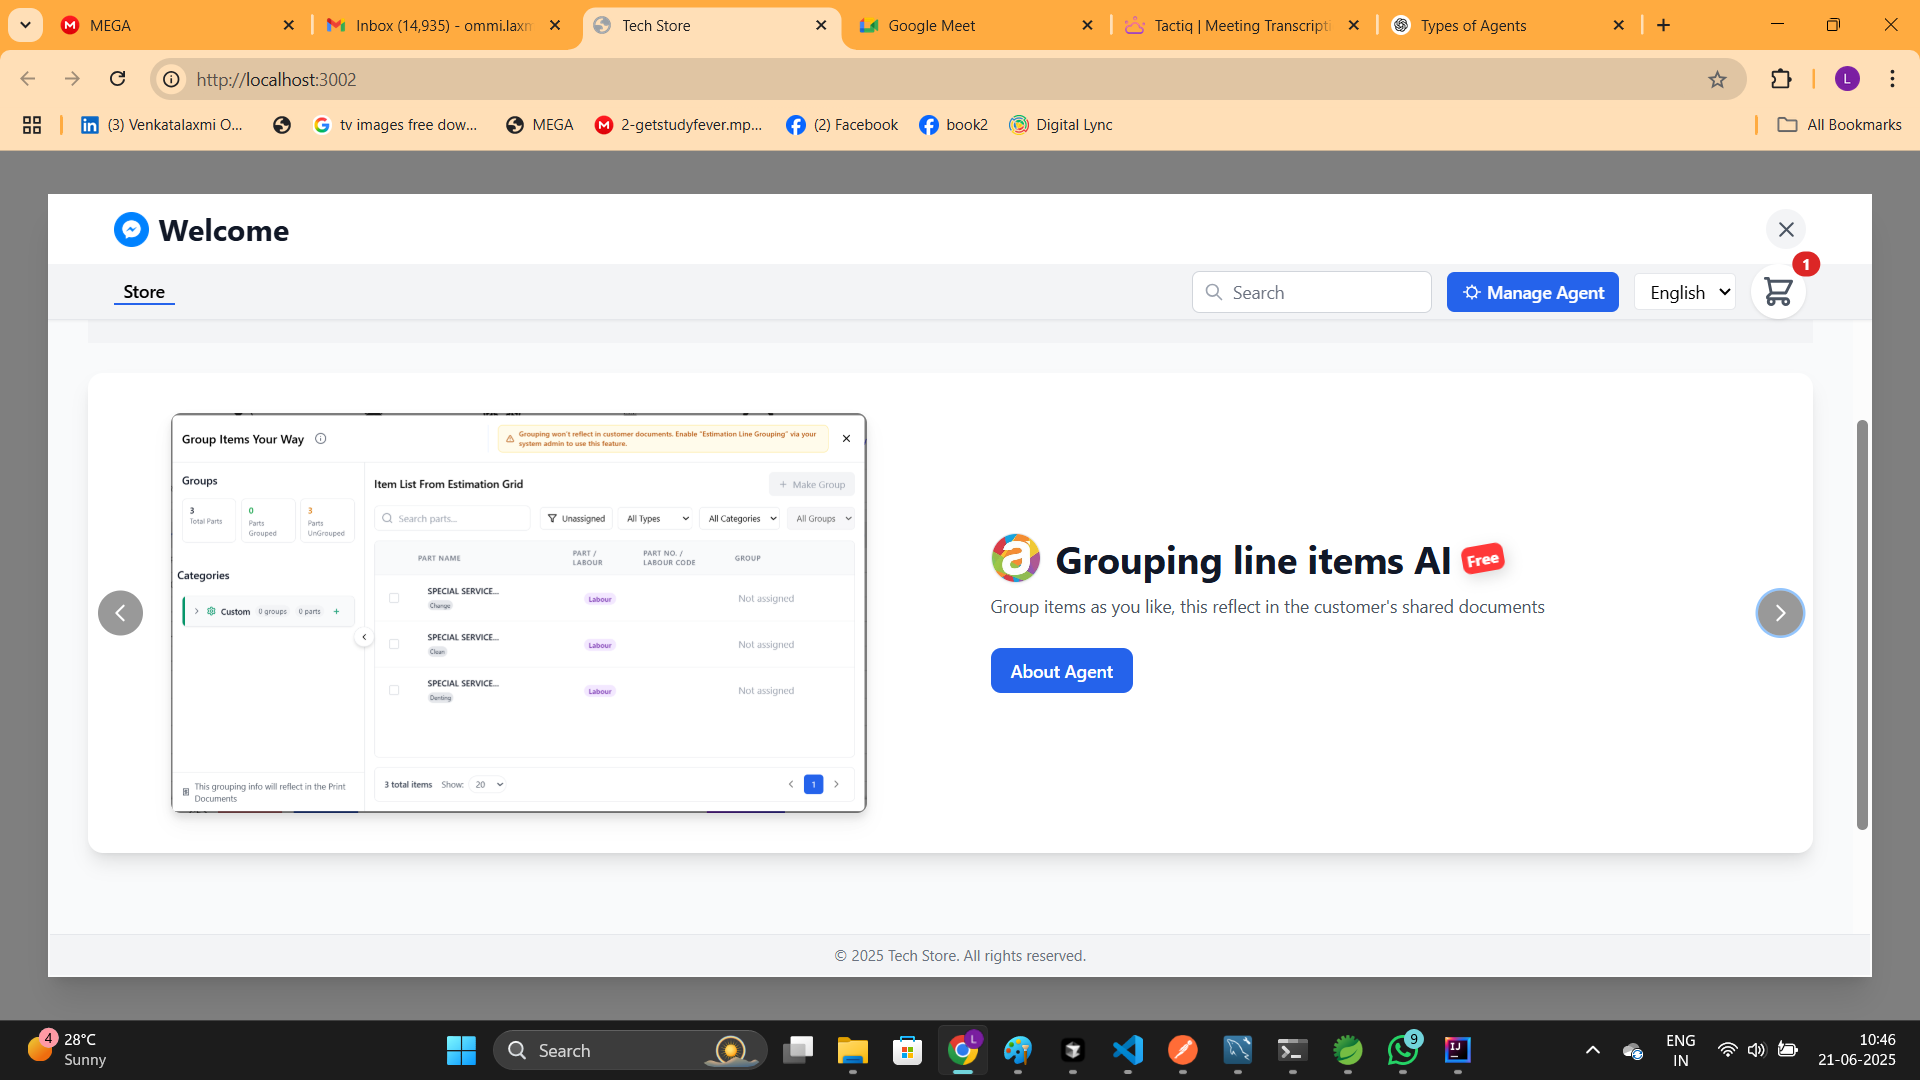 MEGA
Inbox (14,935) - ommi.laxm
Tech Store
Google Meet
Tactiq | Meeting Transcripti
Types of Agents
http://localhost:3002
L
(3) Venkatalaxmi O...
tv images free dow...
MEGA
2-getstudyfever.mp...
(2) Facebook
book2
Digital Lync
All Bookmarks
Welcome
Store
Search
Manage Agent
English
1
Group Items Your Way
Grouping won't reflect in customer documents. Enable "Estimation Line Grouping" via your
system admin to use this feature.
Groups
3
Total Parts
0
Parts
Grouped
3
Parts
UnGrouped
Categories
Custom 0 groups 0 parts +
This grouping info will reflect in the Print
Documents
Item List From Estimation Grid
+ Make Group
Search parts...
Unassigned
All Types
All Categories
All Groups
PART NAME
PART /
LABOUR
PART NO. /
LABOUR CODE
GROUP
SPECIAL SERVICE...
Change
Labour
Not assigned
SPECIAL SERVICE...
Clean
Labour
Not assigned
SPECIAL SERVICE...
Denting
Labour
Not assigned
3 total items Show: 20
1
Grouping line items AI Free
Group items as you like, this reflect in the customer's shared documents
About Agent
© 2025 Tech Store. All rights reserved.
4
28°C
Sunny
Search
L
9
IJ
ENG
IN
10:46
21-06-2025